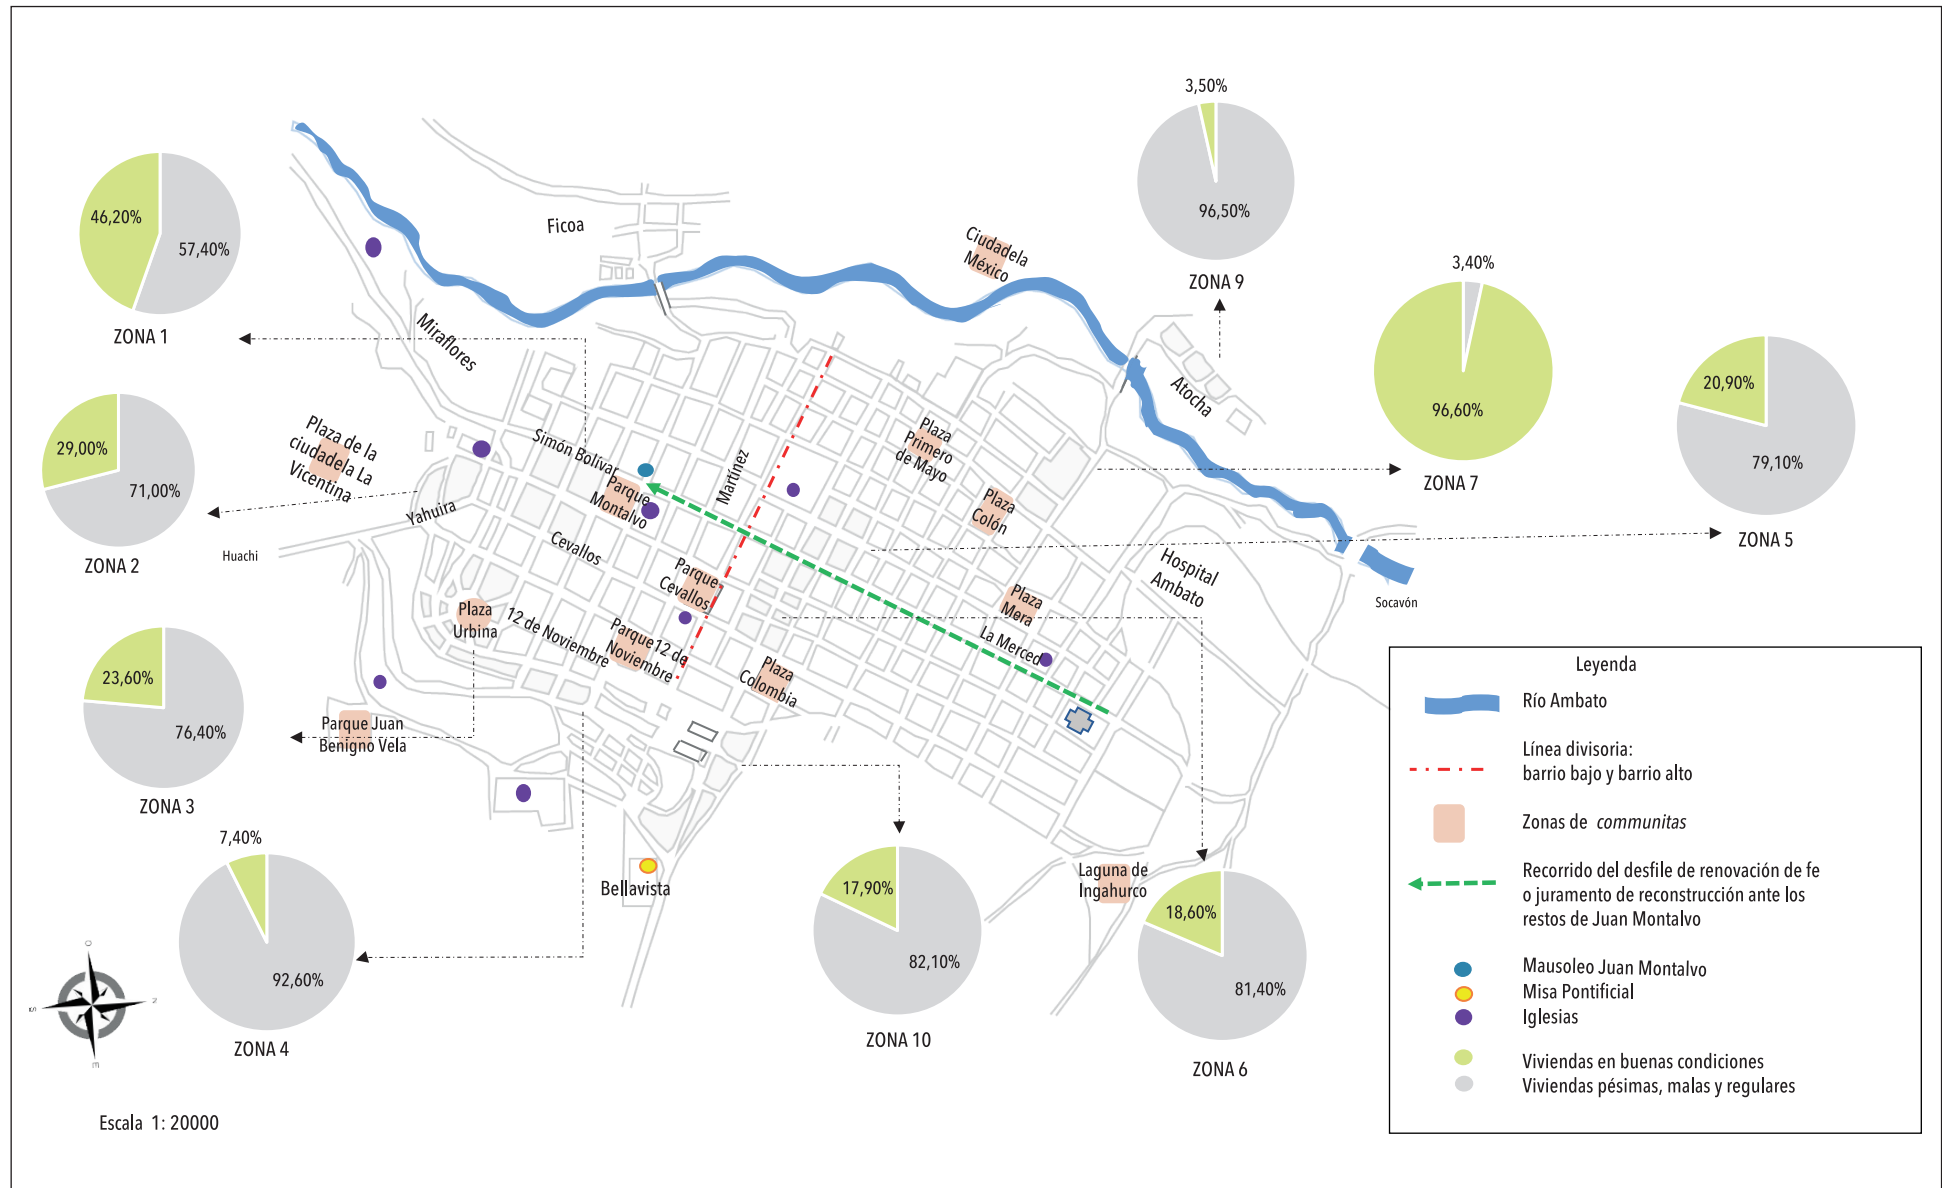 3,50%
96,50%
ZONA 9
46,20%
57,40%
ZONA 1
Ficoa
Ciudadela
México
3,40%
96,60%
ZONA 7
20,90%
79,10%
ZONA 5
Miraflores
Atocha
29,00%
71,00%
ZONA 2
Plaza de la
ciudadela La
Vicentina
Simón Bolívar
Martínez
Plaza
Primero
de Mayo
Parque
Montalvo
Plaza
Colón
Yahuira
Huachi
Cevallos
Parque
Cevallos
Hospital
Ambato
Socavón
Plaza
Urbina
12 de Noviembre
Parque 12 de
Noviembre
Plaza
Mera
La Merced
Plaza
Colombia
23,60%
76,40%
ZONA 3
Parque Juan
Benigno Vela
7,40%
92,60%
ZONA 4
Bellavista
17,90%
82,10%
ZONA 10
Laguna de
Ingahurco
18,60%
81,40%
ZONA 6
Leyenda
Río Ambato
Línea divisoria:
barrio bajo y barrio alto
Zonas de communitas
Recorrido del desfile de renovación de fe
o juramento de reconstrucción ante los
restos de Juan Montalvo
Mausoleo Juan Montalvo
Misa Pontificial
Iglesias
Viviendas en buenas condiciones
Viviendas pésimas, malas y regulares
O
N
S
E
Escala 1: 20000